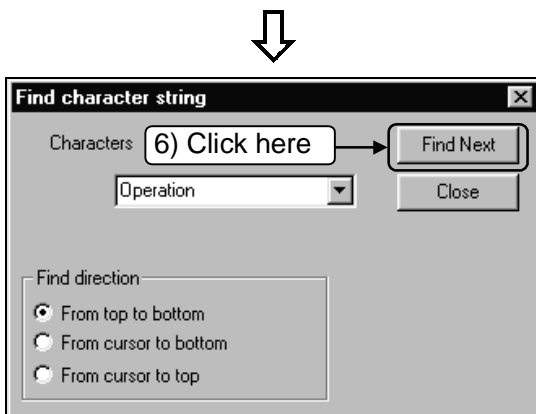 Find character string
Characters 6) Click here Find Next
Operation Close
Find direction
From top to bottom
From cursor to bottom
From cursor to top